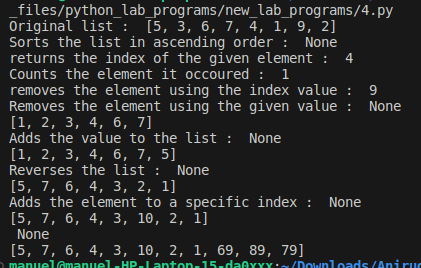 _files/python_lab_programs/new_lab_programs/4.py
Original list :  [5, 3, 6, 7, 4, 1, 9, 2]
Sorts the list in ascending order :  None
returns the index of the given element :  4
Counts the element it occoured :  1
removes the element using the index value :  9
Removes the element using the given value :  None
[1, 2, 3, 4, 6, 7]
Adds the value to the list :  None
[1, 2, 3, 4, 6, 7, 5]
Reverses the list :  None
[5, 7, 6, 4, 3, 2, 1]
Adds the element to a specific index :  None
[5, 7, 6, 4, 3, 10, 2, 1]
 None
[5, 7, 6, 4, 3, 10, 2, 1, 69, 89, 79]
manuel@manuel-HP-Laptop-15-da0xxx:~/Downloads/Anirud